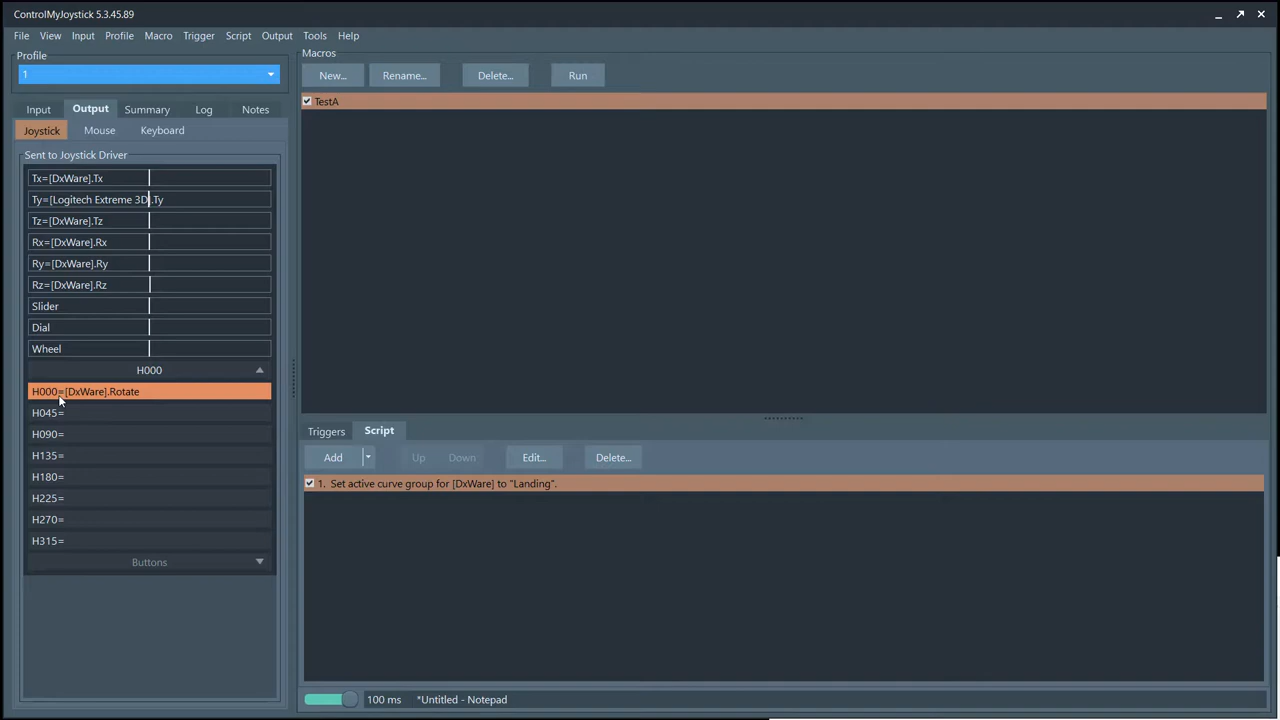 ControlMyJoystick 5.3.45.89
File View Input Profile Macro Trigger Script Output Tools Help
Profile
1
Input Output Summary Log Notes
Joystick Mouse Keyboard
Sent to Joystick Driver
Tx=[DxWare].Tx
Ty=[Logitech Extreme 3D].Ty
Tz=[DxWare].Tz
Rx=[DxWare].Rx
Ry=[DxWare].Ry
Rz=[DxWare].Rz
Slider
Dial
Wheel
H000
H000=[DxWare].Rotate
H045=
H090=
H135=
H180=
H225=
H270=
H315=
Buttons
Macros
New... Rename... Delete... Run
TestA
Triggers Script
Add Up Down Edit... Delete...
1. Set active curve group for [DxWare] to "Landing".
100 ms *Untitled - Notepad